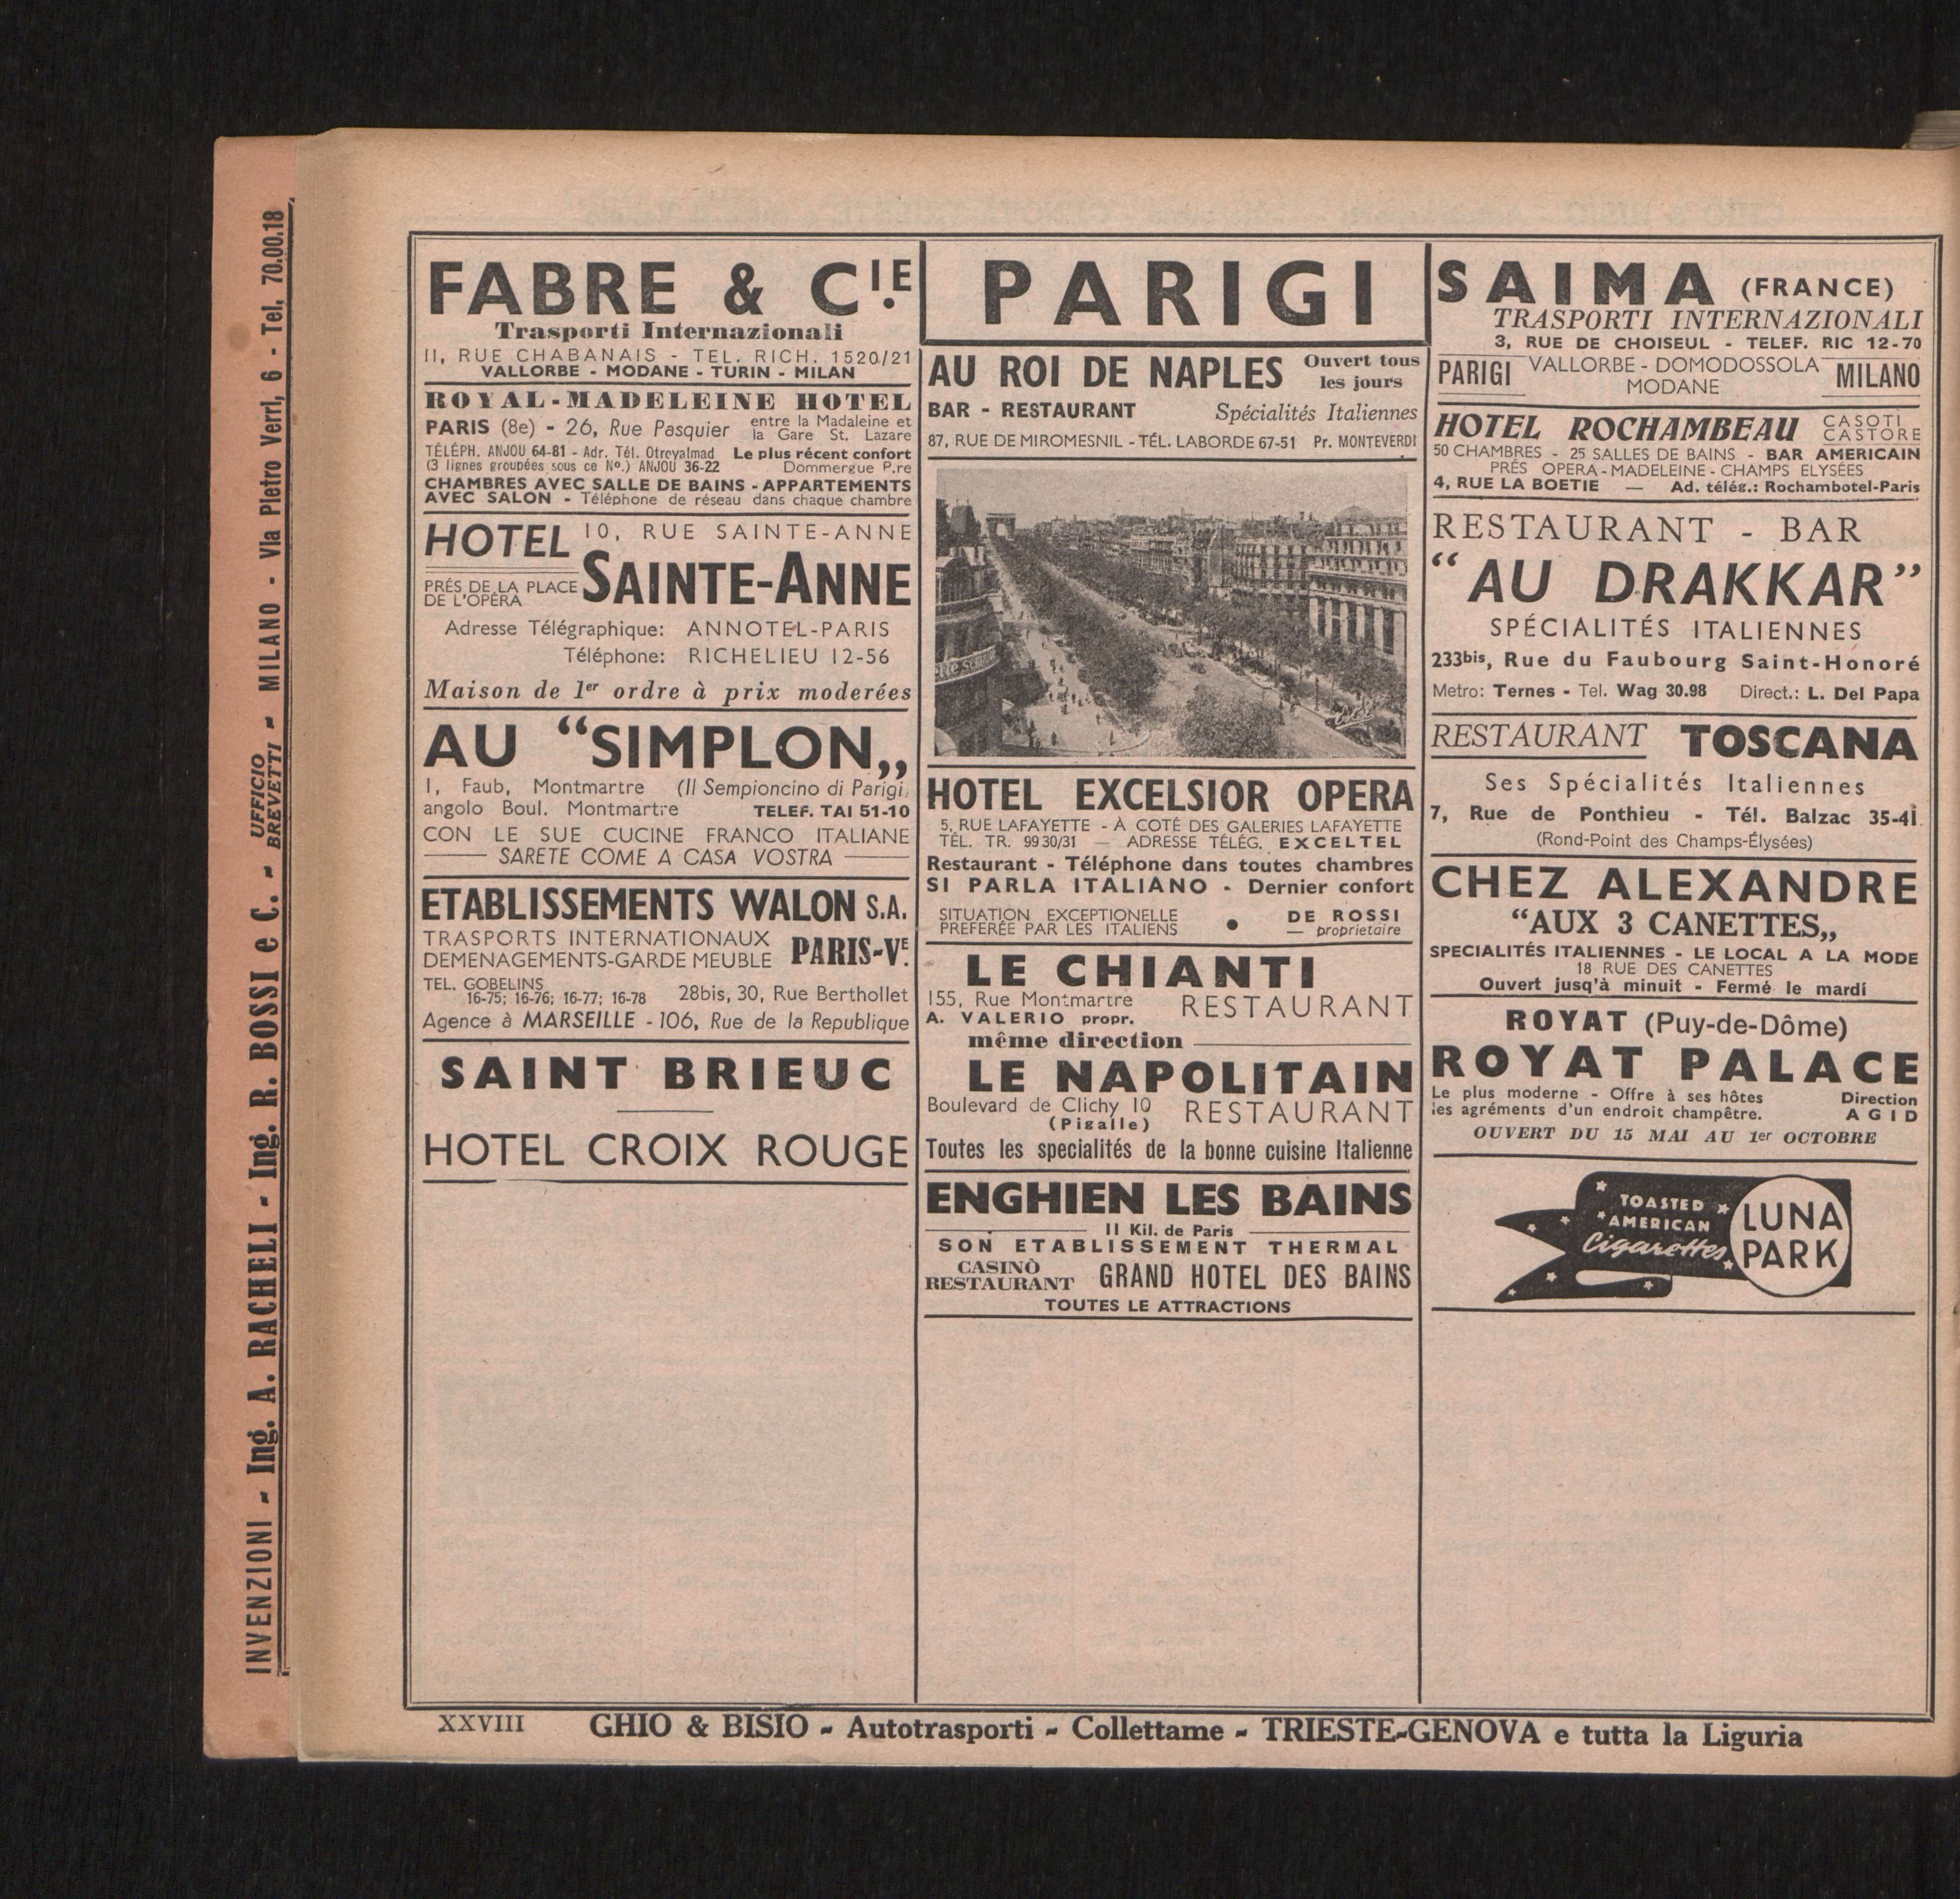 INVENZIONI - Ing. A. RACHELI - Ing. R. BOSSI e C. - UFFICIO BREVETTI - MILANO - Via Pietro Verri, 6 - Tel. 70.00.18
FABRE & CIE.
Trasporti Internazionali
11, RUE CHABANAIS - TEL. RICH. 1520/21
VALLORBE - MODANE - TURIN - MILAN
ROYAL-MADELEINE HOTEL
PARIS (8e) - 26, Rue Pasquier entre la Madaleine et
la Gare St. Lazare
TÉLÉPH. ANJOU 64-81 - Adr. Tél. Otroyalmad Le plus récent confort
(3 lignes groupées sous ce No.) ANJOU 36-22 Dommergue P.re
CHAMBRES AVEC SALLE DE BAINS - APPARTEMENTS
AVEC SALON - Téléphone de réseau dans chaque chambre
HOTEL 10, RUE SAINTE-ANNE
PRÉS DE LA PLACE
DE L'OPÉRA
SAINTE-ANNE
Adresse Télégraphique: ANNOTEL-PARIS
Téléphone: RICHELIEU 12-56
Maison de 1er ordre à prix moderées
AU "SIMPLON„
1, Faub, Montmartre (Il Sempioncino di Parigi,
angolo Boul. Montmartre TELEF. TAI 51-10
CON LE SUE CUCINE FRANCO ITALIANE
SARETE COME A CASA VOSTRA
ETABLISSEMENTS WALON S.A.
TRASPORTS INTERNATIONAUX
DEMENAGEMENTS-GARDE MEUBLE
PARIS-VE.
TEL. GOBELINS
16-75; 16-76; 16-77; 16-78 28bis, 30, Rue Berthollet
Agence à MARSEILLE - 106, Rue de la Republique
SAINT BRIEUC
HOTEL CROIX ROUGE
PARIGI
AU ROI DE NAPLES Ouvert tous
les jours
BAR - RESTAURANT Spécialités Italiennes
87, RUE DE MIROMESNIL - TÉL. LABORDE 67-51 Pr. MONTEVERDI
HOTEL EXCELSIOR OPERA
5, RUE LAFAYETTE - À COTÉ DES GALERIES LAFAYETTE
TÉL. TR. 99 30/31 — ADRESSE TÉLÉG. EXCELTEL
Restaurant - Téléphone dans toutes chambres
SI PARLA ITALIANO - Dernier confort
SITUATION EXCEPTIONELLE
PREFERÉE PAR LES ITALIENS
• DE ROSSI
— proprietaire
LE CHIANTI
155, Rue Montmartre
A. VALERIO propr.
RESTAURANT
même direction
LE NAPOLITAIN
Boulevard de Clichy 10
(Pigalle)
RESTAURANT
Toutes les specialités de la bonne cuisine Italienne
ENGHIEN LES BAINS
11 Kil. de Paris
SON ETABLISSEMENT THERMAL
CASINÒ
RESTAURANT
GRAND HOTEL DES BAINS
TOUTES LE ATTRACTIONS
SAIMA (FRANCE)
TRASPORTI INTERNAZIONALI
3, RUE DE CHOISEUL - TELEF. RIC 12-70
PARIGI VALLORBE - DOMODOSSOLA
MODANE
MILANO
HOTEL ROCHAMBEAU CASOTI
CASTORE
50 CHAMBRES - 25 SALLES DE BAINS - BAR AMERICAIN
PRÉS OPERA - MADELEINE - CHAMPS ELYSÉES
4, RUE LA BOETIE — Ad. télég.: Rochambotel-Paris
RESTAURANT - BAR
"AU DRAKKAR"
SPÉCIALITÉS ITALIENNES
233bis, Rue du Faubourg Saint-Honoré
Metro: Ternes - Tel. Wag 30.98 Direct.: L. Del Papa
RESTAURANT TOSCANA
Ses Spécialités Italiennes
7, Rue de Ponthieu - Tél. Balzac 35-41
(Rond-Point des Champs-Élysées)
CHEZ ALEXANDRE
"AUX 3 CANETTES„
SPECIALITÉS ITALIENNES - LE LOCAL A LA MODE
18 RUE DES CANETTES
Ouvert jusq'à minuit - Fermé le mardi
ROYAT (Puy-de-Dôme)
ROYAT PALACE
Le plus moderne - Offre à ses hôtes
les agréments d'un endroit champêtre.
Direction
AGID
OUVERT DU 15 MAI AU 1er OCTOBRE
TOASTED
AMERICAN
Cigarettes
LUNA
PARK
XXVIII GHIO & BISIO - Autotrasporti - Collettame - TRIESTE-GENOVA e tutta la Liguria